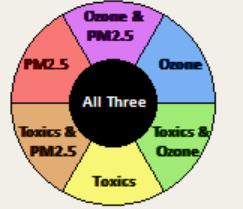 Ozone &
PM2.5
PM2.5
Ozone
All Three
Toxics &
PM2.5
Toxics &
Ozone
Toxics